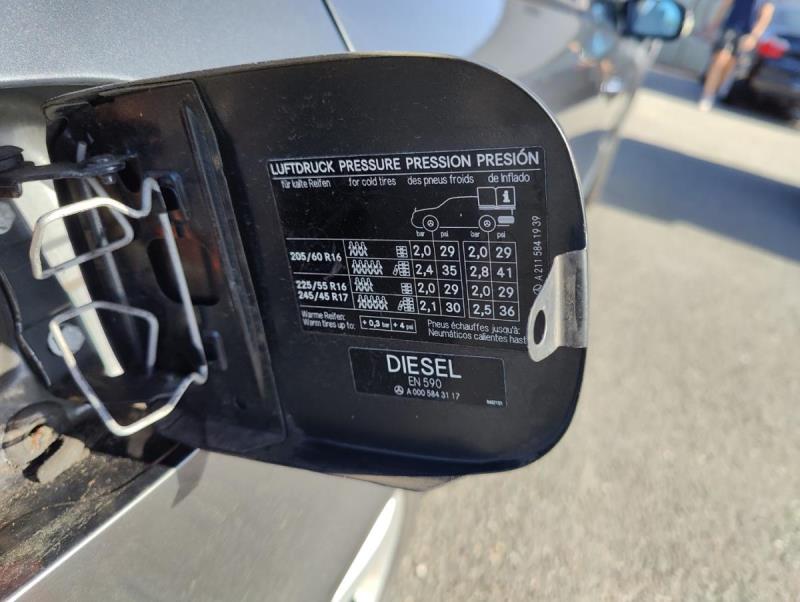 LUFTDRUCK PRESSURE PRESSION PRESIÓN
für kalte Reifen for cold tires des pneus froids de Inflado
i
bar psi bar psi
205/60 R16 2,0 29 2,0 29
2,4 35 2,8 41
225/55 R16 2,0 29 2,0 29
245/45 R17 2,1 30 2,5 36
Warme Reifen: Pneus échauffes jusqu'à:
Warm tires up to: + 0,3 bar + 4 psi Neumáticos calientes hast
A 211 584 19 39
DIESEL
EN 590
A 000 584 31 17